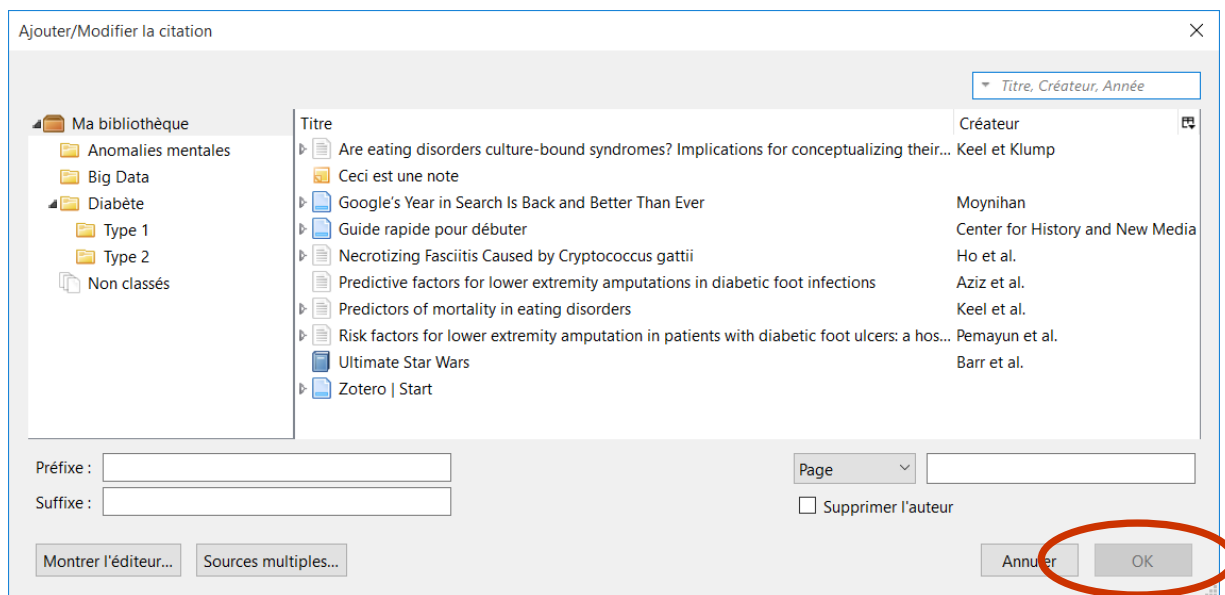 Ajouter/Modifier la citation
Titre, Créateur, Année
Ma bibliothèque
Anomalies mentales
Big Data
Diabète
Type 1
Type 2
Non classés
Titre Créateur
Are eating disorders culture-bound syndromes? Implications for conceptualizing their... Keel et Klump
Ceci est une note
Google's Year in Search Is Back and Better Than Ever Moynihan
Guide rapide pour débuter Center for History and New Media
Necrotizing Fasciitis Caused by Cryptococcus gattii Ho et al.
Predictive factors for lower extremity amputations in diabetic foot infections Aziz et al.
Predictors of mortality in eating disorders Keel et al.
Risk factors for lower extremity amputation in patients with diabetic foot ulcers: a hos... Pemayun et al.
Ultimate Star Wars Barr et al.
Zotero | Start
Préfixe :
Page
Suffixe :
Supprimer l'auteur
Montrer l'éditeur... Sources multiples... Annuler OK